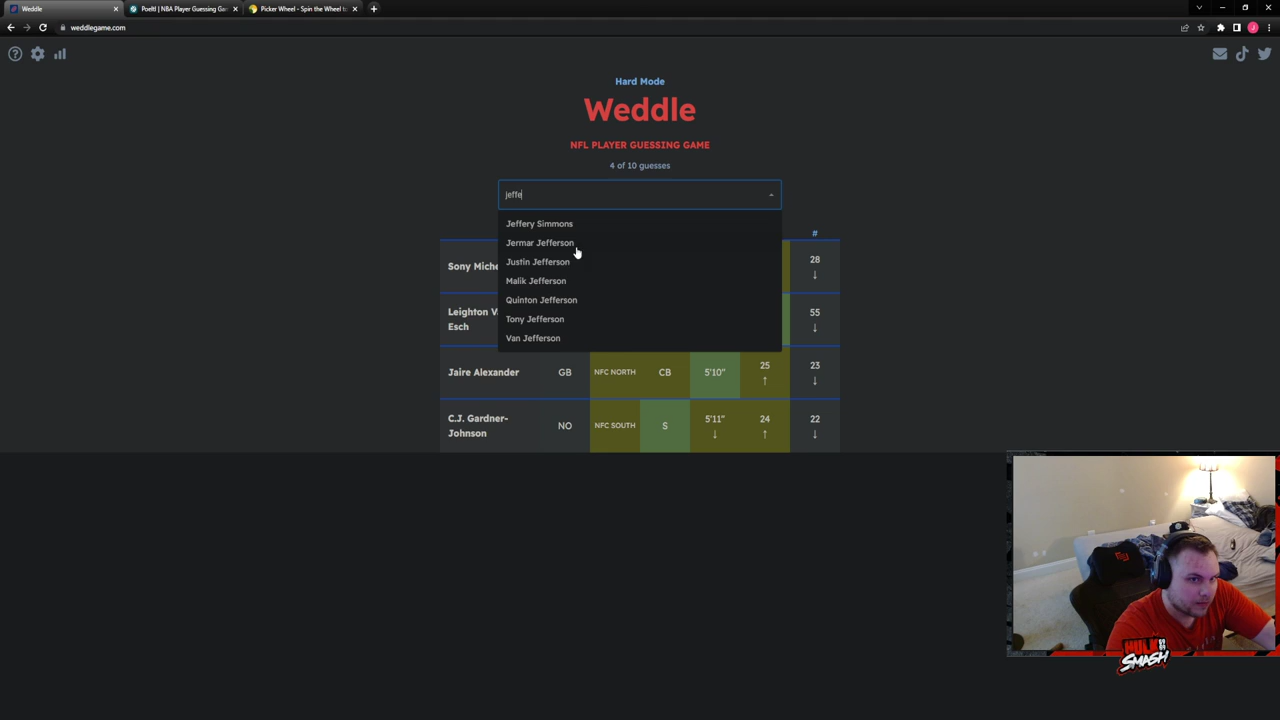 Weddle
Poeltl | NBA Player Guessing Ga
Picker Wheel - Spin the Wheel t
weddlegame.com
Hard Mode
Weddle
NFL PLAYER GUESSING GAME
4 of 10 guesses
jeffe
Jeffery Simmons
Jermar Jefferson
Justin Jefferson
Malik Jefferson
Quinton Jefferson
Tony Jefferson
Van Jefferson
#
Sony Miche
28
↓
Leighton V
Esch
55
↓
Jaire Alexander GB NFC NORTH CB 5'10" 25 23
↑ ↓
C.J. Gardner-
Johnson
NO NFC SOUTH S 5'11" 24 22
↓ ↑ ↓
HULK
SMASH